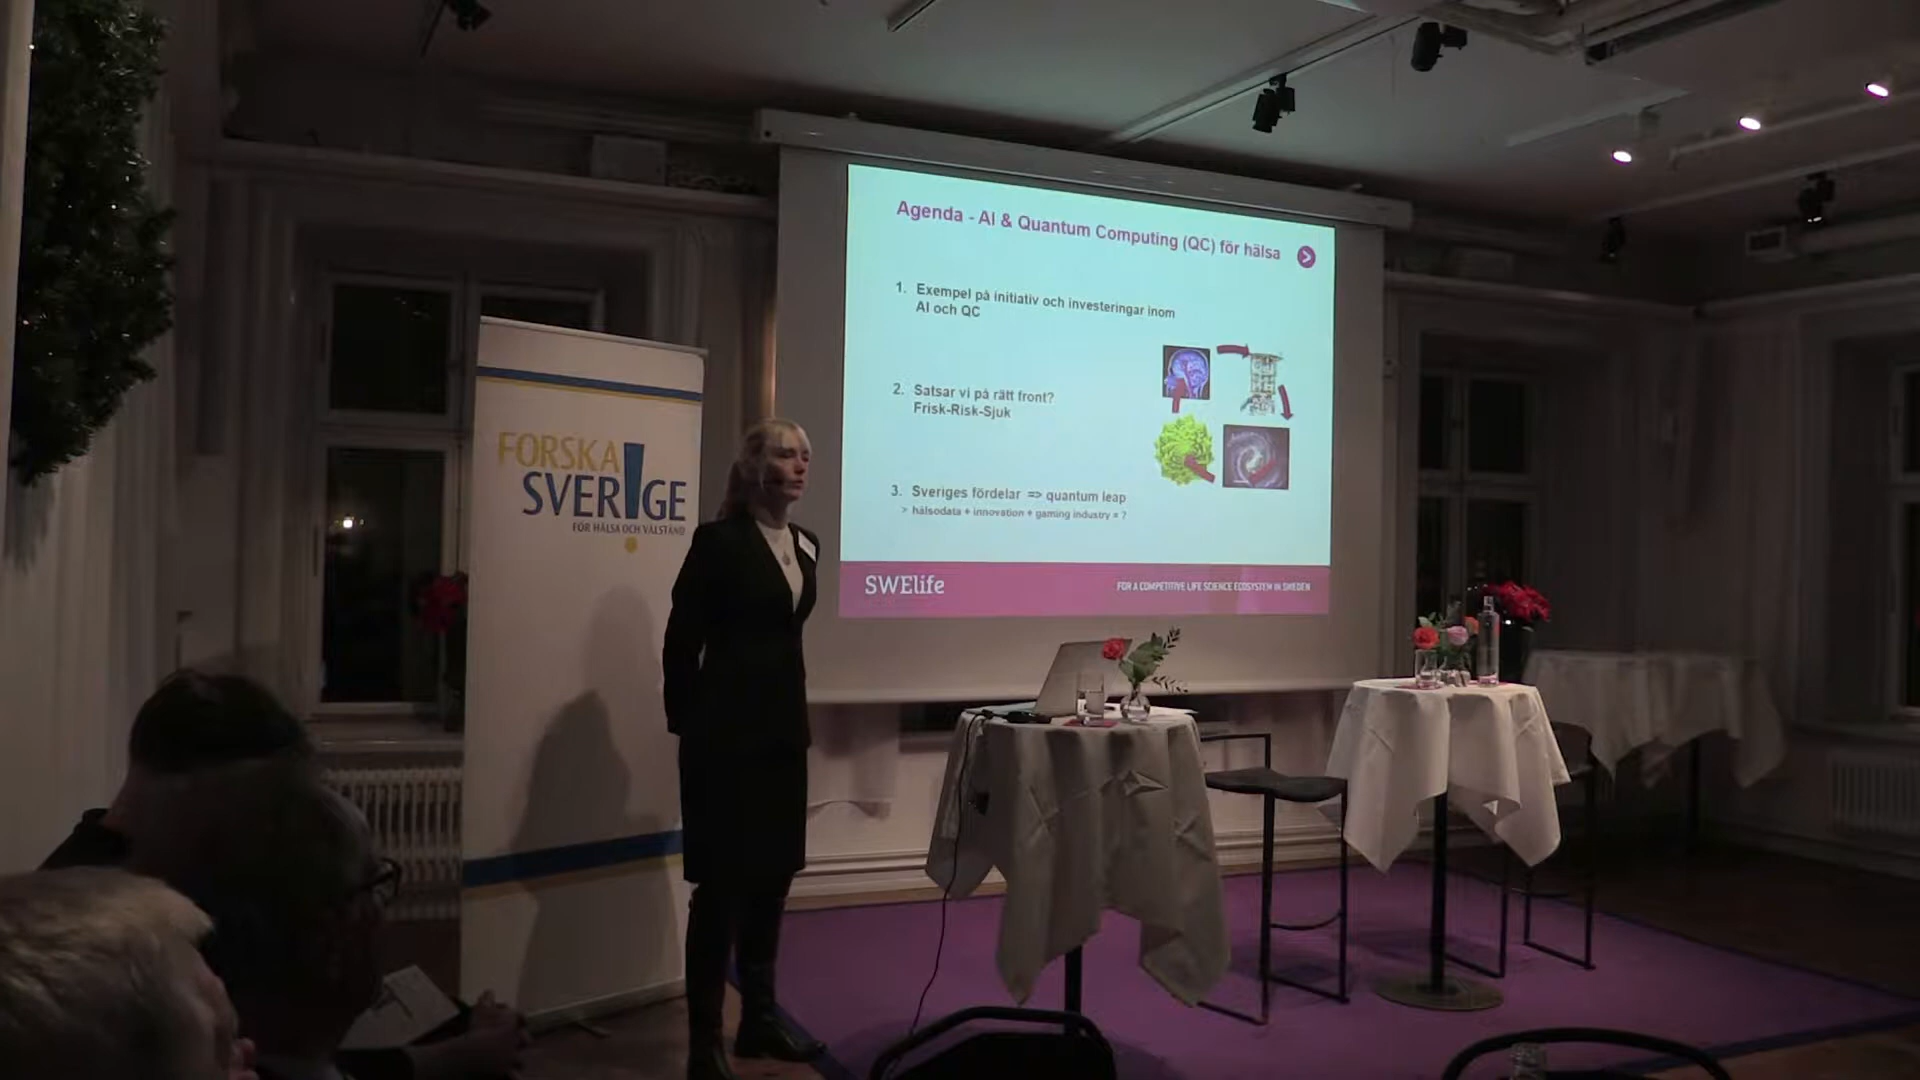 Agenda - AI & Quantum Computing (QC) för hälsa
1. Exempel på initiativ och investeringar inom
AI och QC
2. Satsar vi på rätt front?
Frisk-Risk-Sjuk
3. Sveriges fördelar => quantum leap
> hälsodata + innovation + gaming industry = ?
SWElife
FOR A COMPETITIVE LIFE SCIENCE ECOSYSTEM IN SWEDEN
FORSKA!
SVERIGE
FÖR HÄLSA OCH VÄLSTÅND